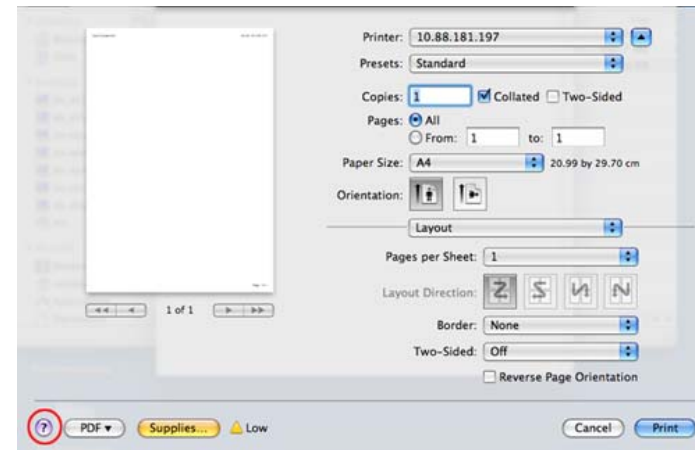 Printer: 10.88.181.197
Presets: Standard
Copies: 1 Collated Two-Sided
Pages: All
From: 1 to: 1
Paper Size: A4 20.99 by 29.70 cm
Orientation:
Layout
Pages per Sheet: 1
Layout Direction:
Border: None
Two-Sided: Off
Reverse Page Orientation
1 of 1
? PDF ▾ Supplies... Low Cancel Print